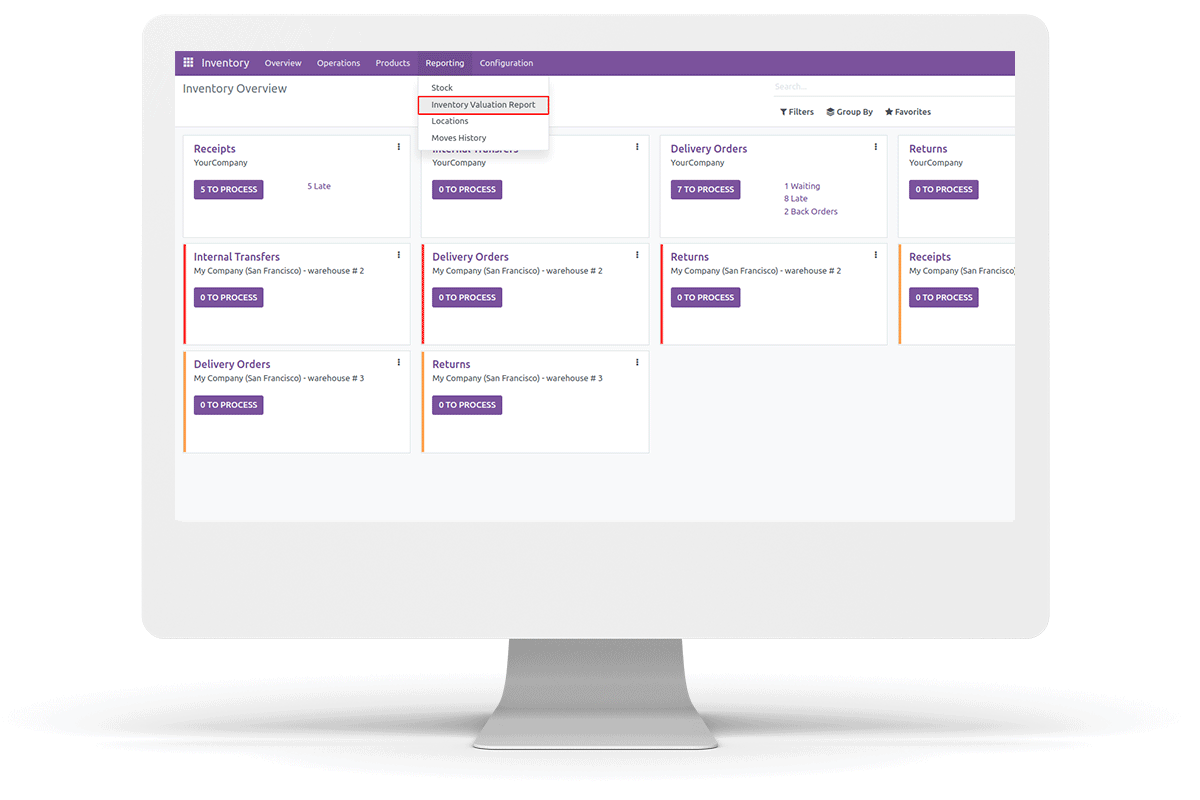 Inventory Overview Operations Products Reporting Configuration
Inventory Overview
Search...
Filters Group By Favorites
Stock
Inventory Valuation Report
Locations
Moves History
Receipts
YourCompany
5 TO PROCESS
5 Late
Internal Transfers
YourCompany
0 TO PROCESS
Delivery Orders
YourCompany
7 TO PROCESS
1 Waiting
8 Late
2 Back Orders
Returns
YourCompany
0 TO PROCESS
Internal Transfers
My Company (San Francisco) - warehouse # 2
0 TO PROCESS
Delivery Orders
My Company (San Francisco) - warehouse # 2
0 TO PROCESS
Returns
My Company (San Francisco) - warehouse # 2
0 TO PROCESS
Receipts
My Company (San Francisco)
0 TO PROCESS
Delivery Orders
My Company (San Francisco) - warehouse # 3
0 TO PROCESS
Returns
My Company (San Francisco) - warehouse # 3
0 TO PROCESS